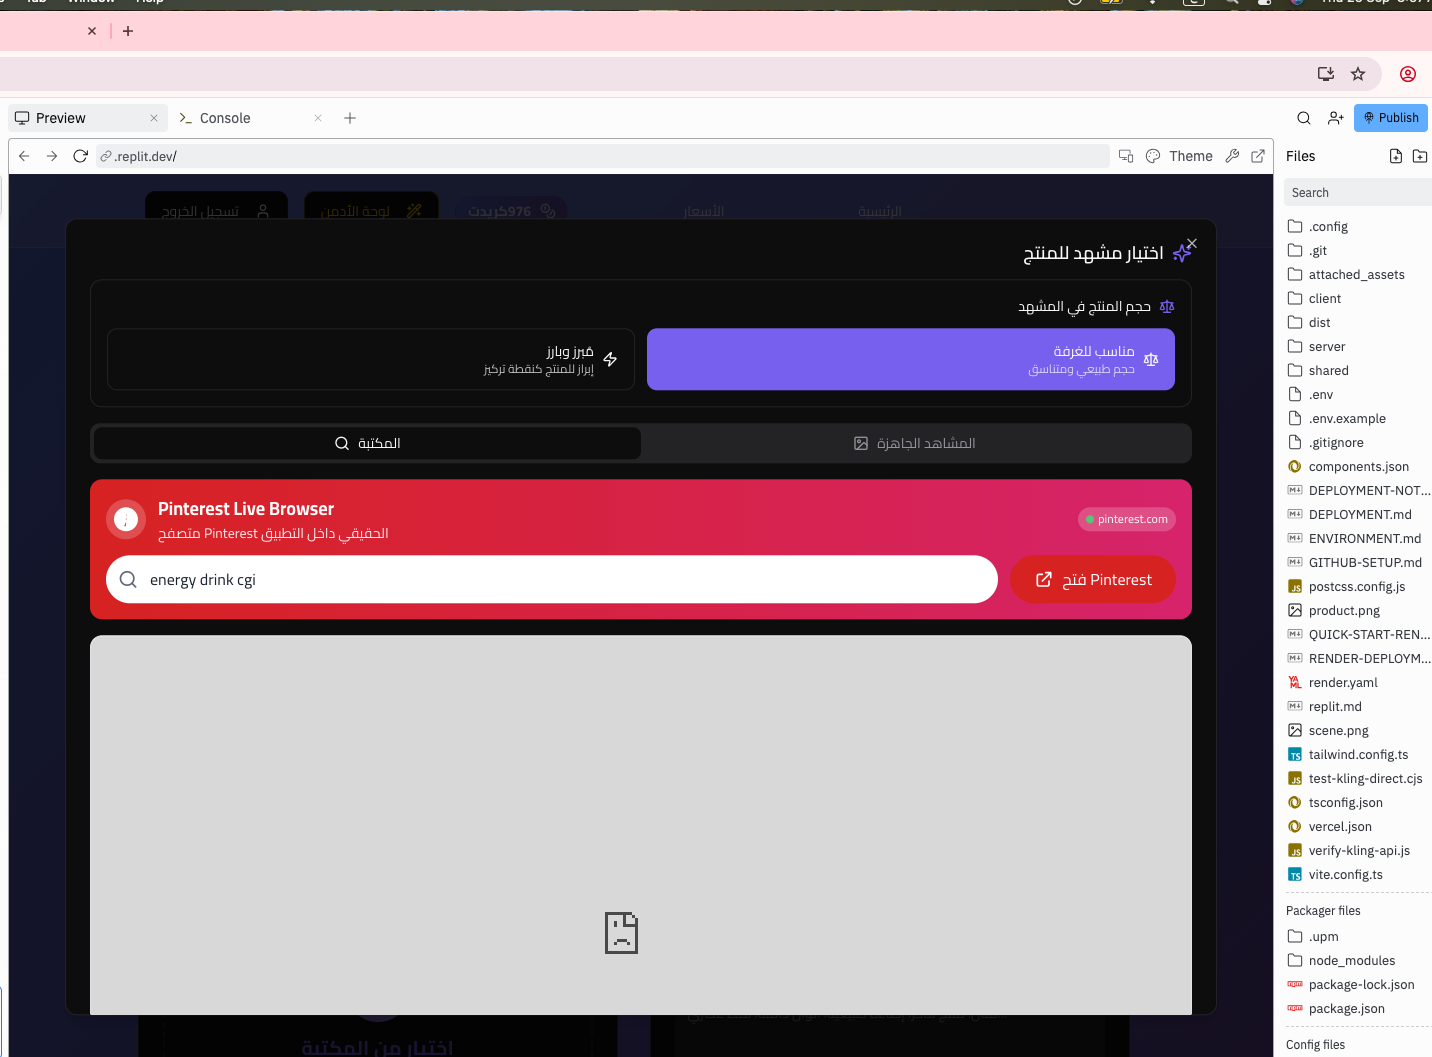 Preview
Console
Publish
.replit.dev/
Theme
Files
Search
تسجيل الخروج
لوحة الأدمن
976كريدت
الأسعار
الرئيسية
اختيار مشهد للمنتج
حجم المنتج في المشهد
مناسب للغرفة
حجم طبيعي ومتناسق
مُبرز وبارز
إبراز للمنتج كنقطة تركيز
المشاهد الجاهزة
المكتبة
Pinterest Live Browser
متصفح Pinterest الحقيقي داخل التطبيق
pinterest.com
energy drink cgi
فتح Pinterest
اختيار من المكتبة
.config
.git
attached_assets
client
dist
server
shared
.env
.env.example
.gitignore
components.json
DEPLOYMENT-NOT...
DEPLOYMENT.md
ENVIRONMENT.md
GITHUB-SETUP.md
postcss.config.js
product.png
QUICK-START-REN...
RENDER-DEPLOYM...
render.yaml
replit.md
scene.png
tailwind.config.ts
test-kling-direct.cjs
tsconfig.json
vercel.json
verify-kling-api.js
vite.config.ts
Packager files
.upm
node_modules
package-lock.json
package.json
Config files